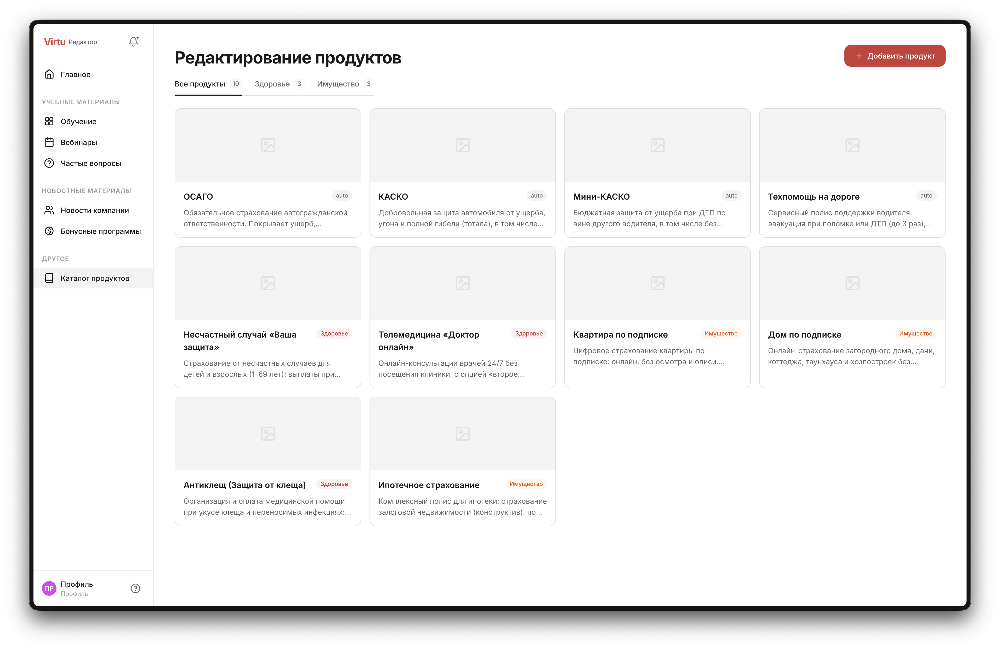 Virtu Редактор
Главное
УЧЕБНЫЕ МАТЕРИАЛЫ
Обучение
Вебинары
Частые вопросы
НОВОСТНЫЕ МАТЕРИАЛЫ
Новости компании
Бонусные программы
ДРУГОЕ
Каталог продуктов
ПР
Профиль
Профиль
Редактирование продуктов
+ Добавить продукт
Все продукты 10
Здоровье 3
Имущество 3
ОСАГО
auto
Обязательное страхование автогражданской
ответственности. Покрывает ущерб,...
КАСКО
auto
Добровольная защита автомобиля от ущерба,
угона и полной гибели (тотала), в том числе...
Мини-КАСКО
auto
Бюджетная защита от ущерба при ДТП по
вине другого водителя, в том числе без...
Техпомощь на дороге
auto
Сервисный полис поддержки водителя:
эвакуация при поломке или ДТП (до 3 раз),...
Несчастный случай «Ваша
защита»
Здоровье
Страхование от несчастных случаев для
детей и взрослых (1–69 лет): выплаты при...
Телемедицина «Доктор
онлайн»
Здоровье
Онлайн-консультации врачей 24/7 без
посещения клиники, с опцией «второе...
Квартира по подписке
Имущество
Цифровое страхование квартиры по
подписке: онлайн, без осмотра и описи....
Дом по подписке
Имущество
Онлайн-страхование загородного дома, дачи,
коттеджа, таунхауса и хозпостроек без...
Антиклещ (Защита от клеща)
Здоровье
Организация и оплата медицинской помощи
при укусе клеща и переносимых инфекциях:...
Ипотечное страхование
Имущество
Комплексный полис для ипотеки: страхование
залоговой недвижимости (конструктив), по...